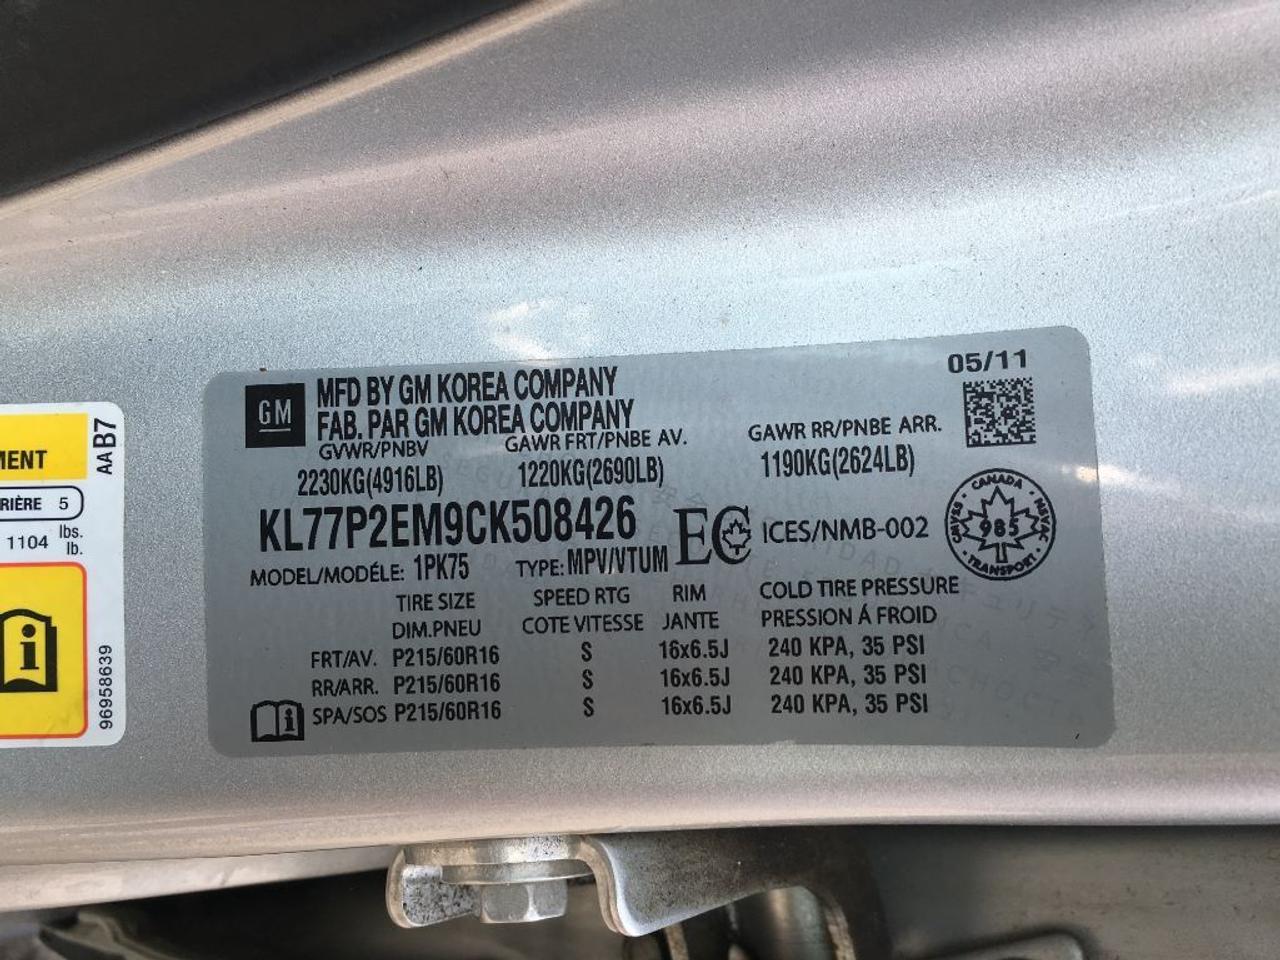 05/11
GM
MFD BY GM KOREA COMPANY
FAB. PAR GM KOREA COMPANY
GVWR/PNBV GAWR FRT/PNBE AV. GAWR RR/PNBE ARR.
2230KG(4916LB) 1220KG(2690LB) 1190KG(2624LB)
KL77P2EM9CK508426 EC ICES/NMB-002
CANADA
CMVSS 985 NSVAC
TRANSPORT
MODEL/MODÉLE: 1PK75 TYPE: MPV/VTUM
TIRE SIZE SPEED RTG RIM COLD TIRE PRESSURE
DIM.PNEU COTE VITESSE JANTE PRESSION Á FROID
FRT/AV. P215/60R16 S 16x6.5J 240 KPA, 35 PSI
RR/ARR. P215/60R16 S 16x6.5J 240 KPA, 35 PSI
i SPA/SOS P215/60R16 S 16x6.5J 240 KPA, 35 PSI
MENT
RIÈRE 5
1104 lbs.
lb.
i
AAB7
96958639